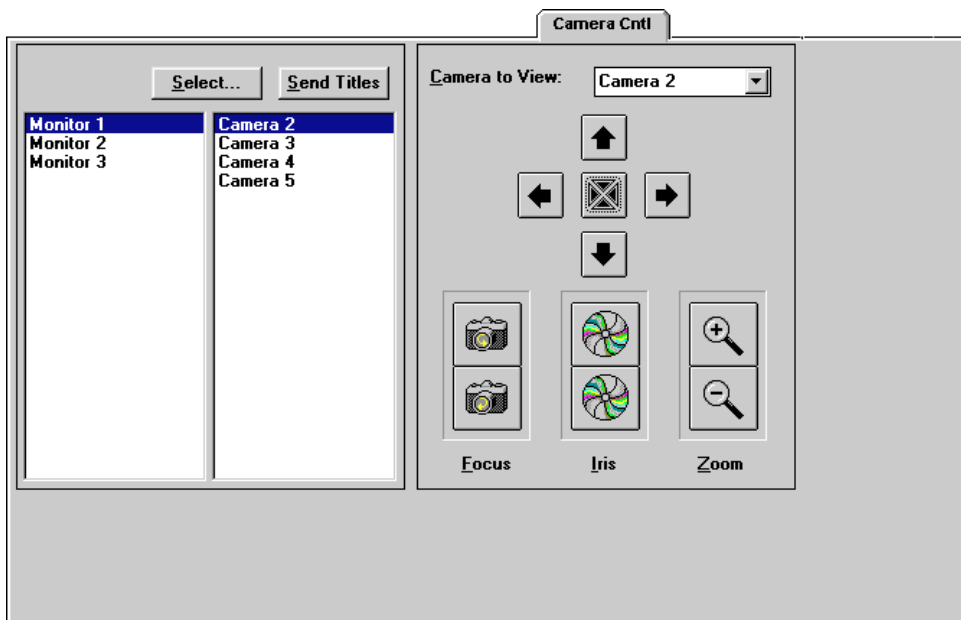 Camera Cntl
Select...
Send Titles
Monitor 1
Monitor 2
Monitor 3
Camera 2
Camera 3
Camera 4
Camera 5
Camera to View:
Camera 2
Focus
Iris
Zoom